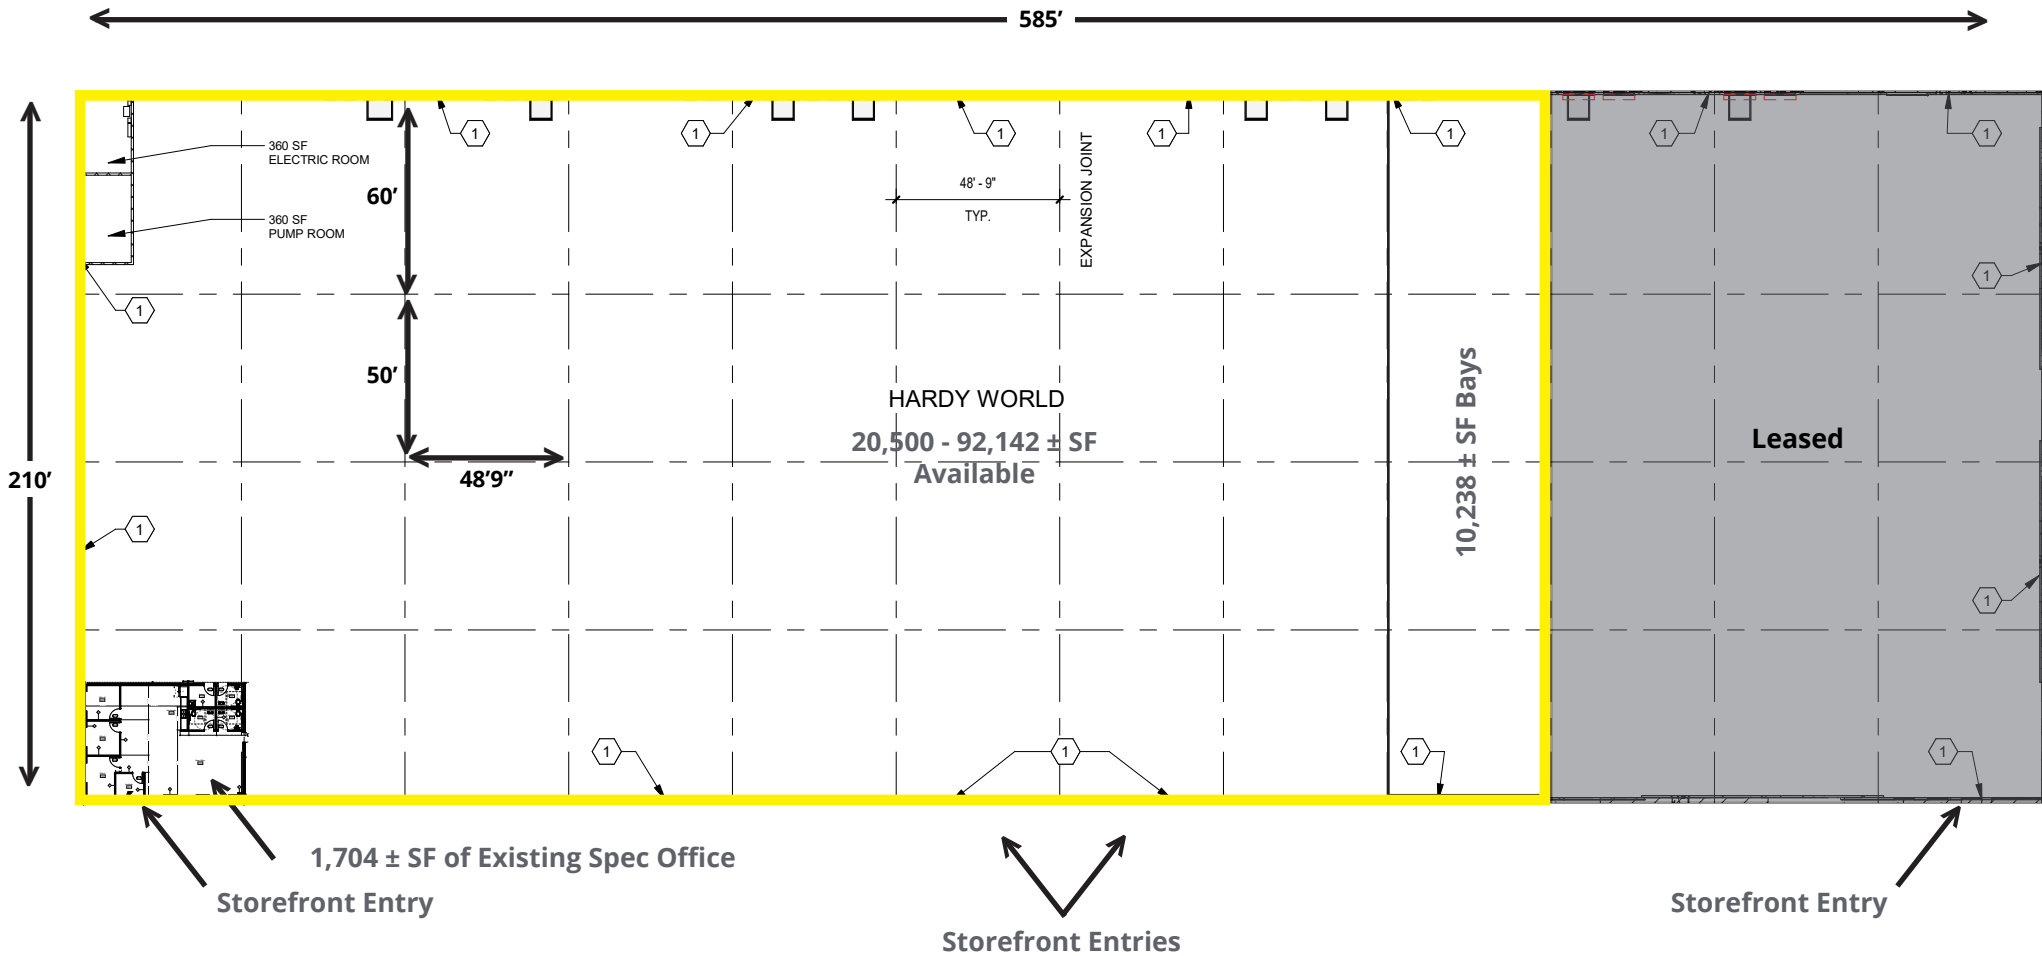 585’
1
1
1
1
1
1
1
360 SF
ELECTRIC ROOM
60’
48' - 9"
TYP.
EXPANSION JOINT
360 SF
PUMP ROOM
1
1
50’
HARDY WORLD
20,500 - 92,142 ± SF
Available
10,238 ± SF Bays
Leased
210’
48’9”
1
1
1
1
1
1
1,704 ± SF of Existing Spec Office
Storefront Entry
Storefront Entry
Storefront Entries